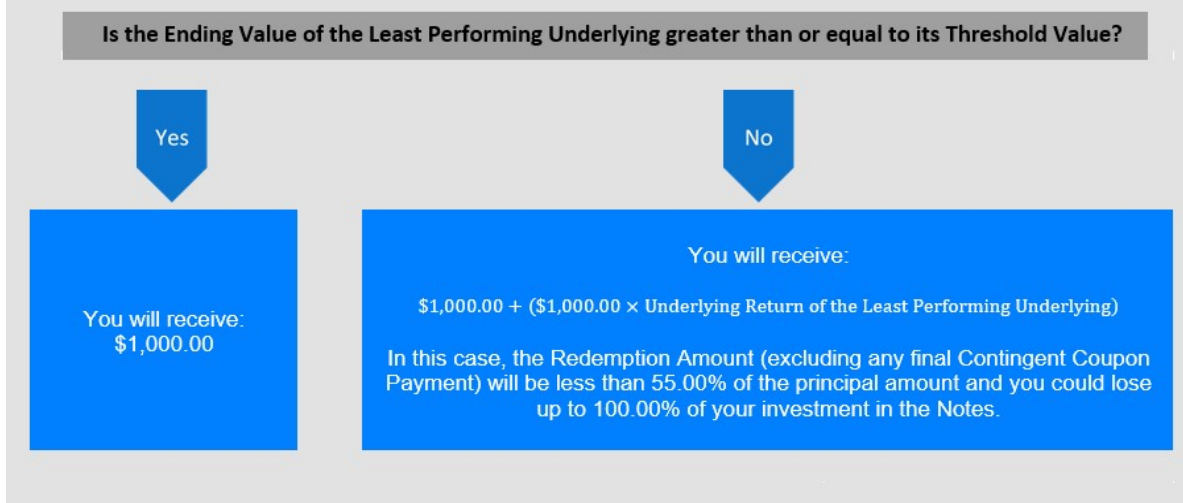 Is the Ending Value of the Least Performing Underlying greater than or equal to its Threshold Value?
Yes
No
You will receive:
$1,000.00
You will receive:
$1,000.00 + ($1,000.00 × Underlying Return of the Least Performing Underlying)
In this case, the Redemption Amount (excluding any final Contingent Coupon
Payment) will be less than 55.00% of the principal amount and you could lose
up to 100.00% of your investment in the Notes.